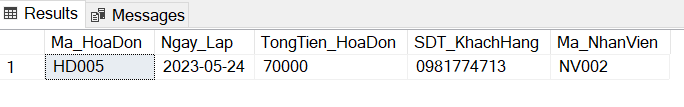 Results Messages
Ma_HoaDon Ngay_Lap TongTien_HoaDon SDT_KhachHang Ma_NhanVien
1 HD005 2023-05-24 70000 0981774713 NV002